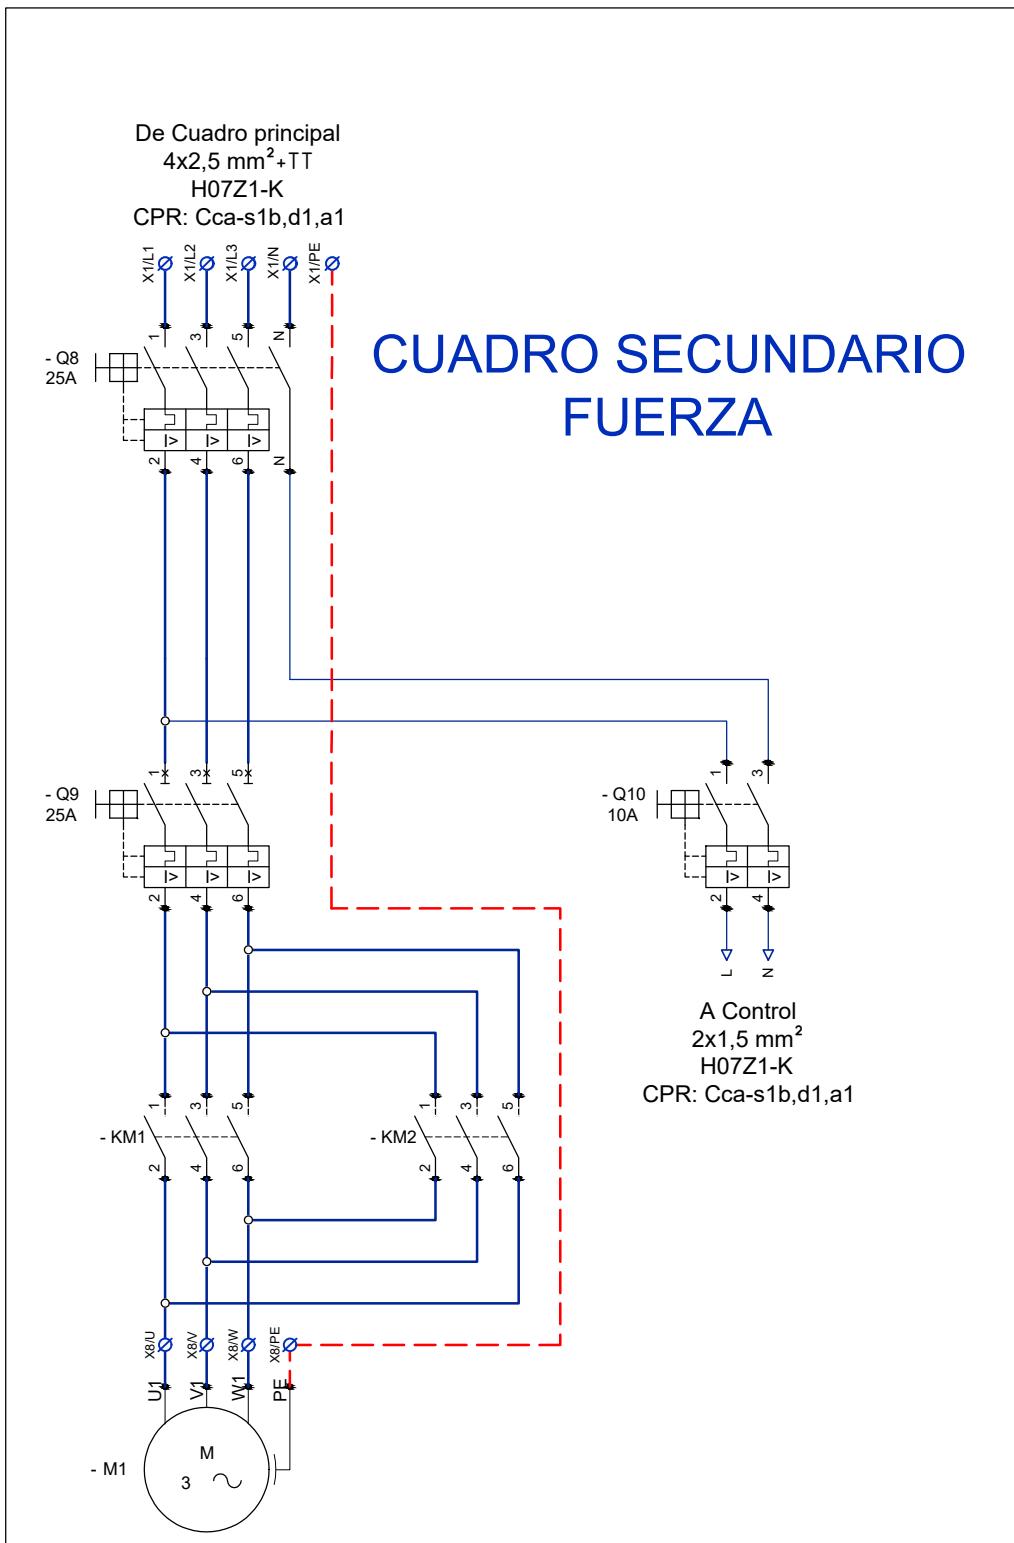 De Cuadro principal
4x2,5 mm²+TT
H07Z1-K
CPR: Cca-s1b,d1,a1
X1/L1 X1/L2 X1/L3 X1/N X1/PE
CUADRO SECUNDARIO
FUERZA
1 3 5 N
- Q8
25A
I> I> I>
2 4 6 N
1 3 5
- Q9
25A
I> I> I>
2 4 6
1 3
- Q10
10A
I> I>
2 4
L N
A Control
2x1,5 mm²
H07Z1-K
CPR: Cca-s1b,d1,a1
1 3 5
- KM1
2 4 6
1 3 5
- KM2
2 4 6
X8/U X8/V X8/W X8/PE
U1 V1 W1 PE
- M1
M
3